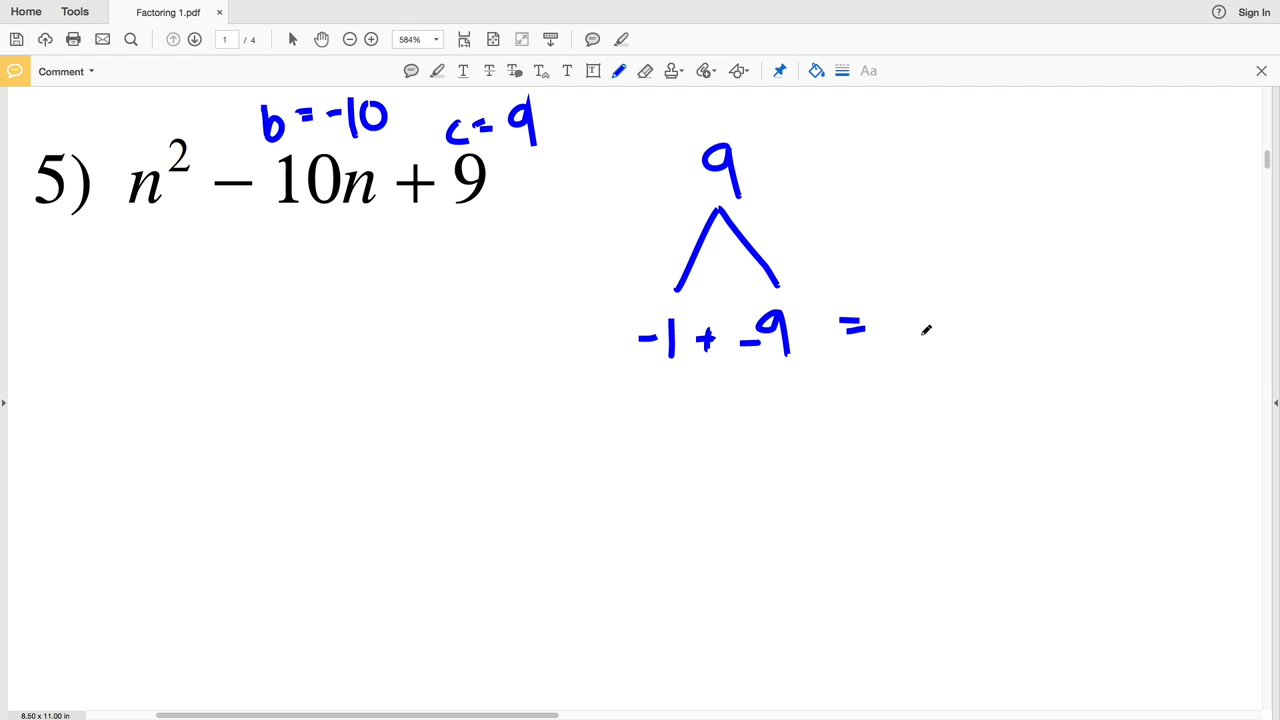 Home Tools Factoring 1.pdf × ? Sign In
1 / 4 584%
Comment T T T T T T Aa
b = -10 c = 9
5) n² − 10n + 9
9
-1 + -9 =
8.50 x 11.00 in